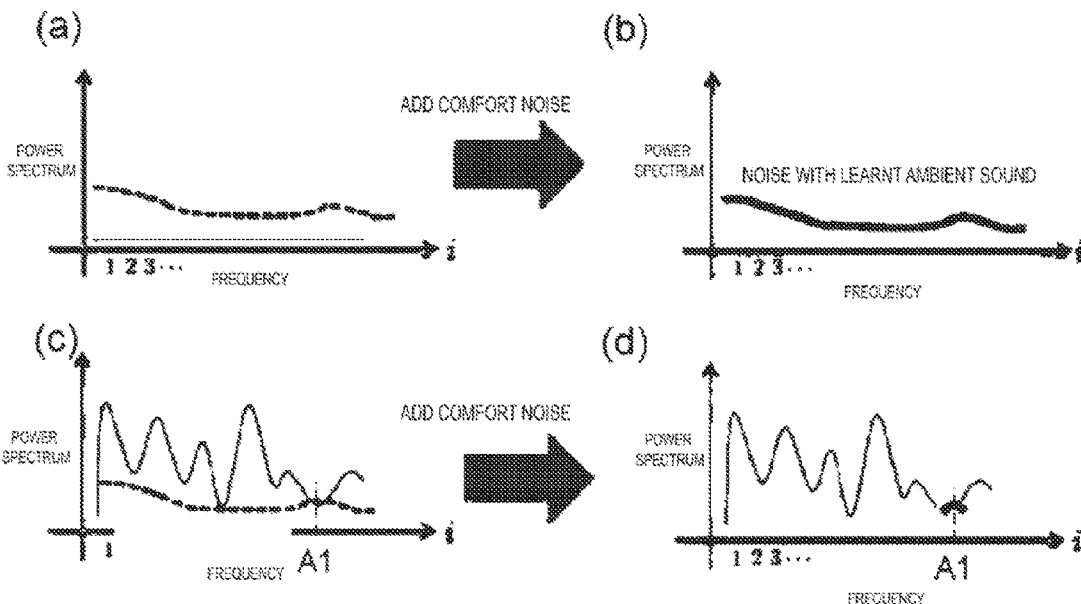 (a)
POWER
SPECTRUM
1 2 3 ···
i
FREQUENCY
ADD COMFORT NOISE
(b)
POWER
SPECTRUM
NOISE WITH LEARNT AMBIENT SOUND
1 2 3 ···
i
FREQUENCY
(c)
POWER
SPECTRUM
1
A1
i
FREQUENCY
ADD COMFORT NOISE
(d)
POWER
SPECTRUM
1 2 3 ···
A1
i
FREQUENCY